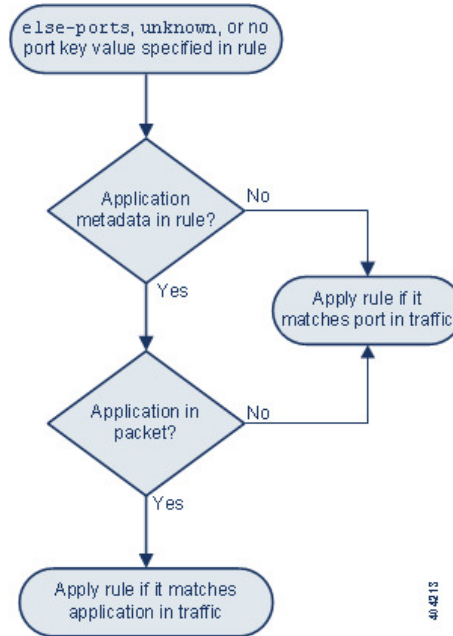 else-ports, unknown, or no
port key value specified in rule
Application
metadata in rule?
No
Yes
Apply rule if it
matches port in traffic
Application in
packet?
No
Yes
Apply rule if it matches
application in traffic
404213